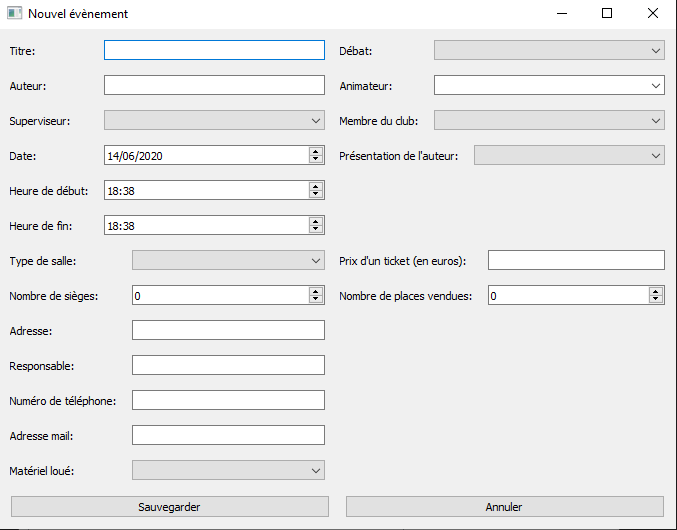 Nouvel évènement
Titre:
Débat:
Auteur:
Animateur:
Superviseur:
Membre du club:
Date: 14/06/2020
Présentation de l'auteur:
Heure de début: 18:38
Heure de fin: 18:38
Type de salle:
Prix d'un ticket (en euros):
Nombre de sièges: 0
Nombre de places vendues: 0
Adresse:
Responsable:
Numéro de téléphone:
Adresse mail:
Matériel loué:
Sauvegarder
Annuler